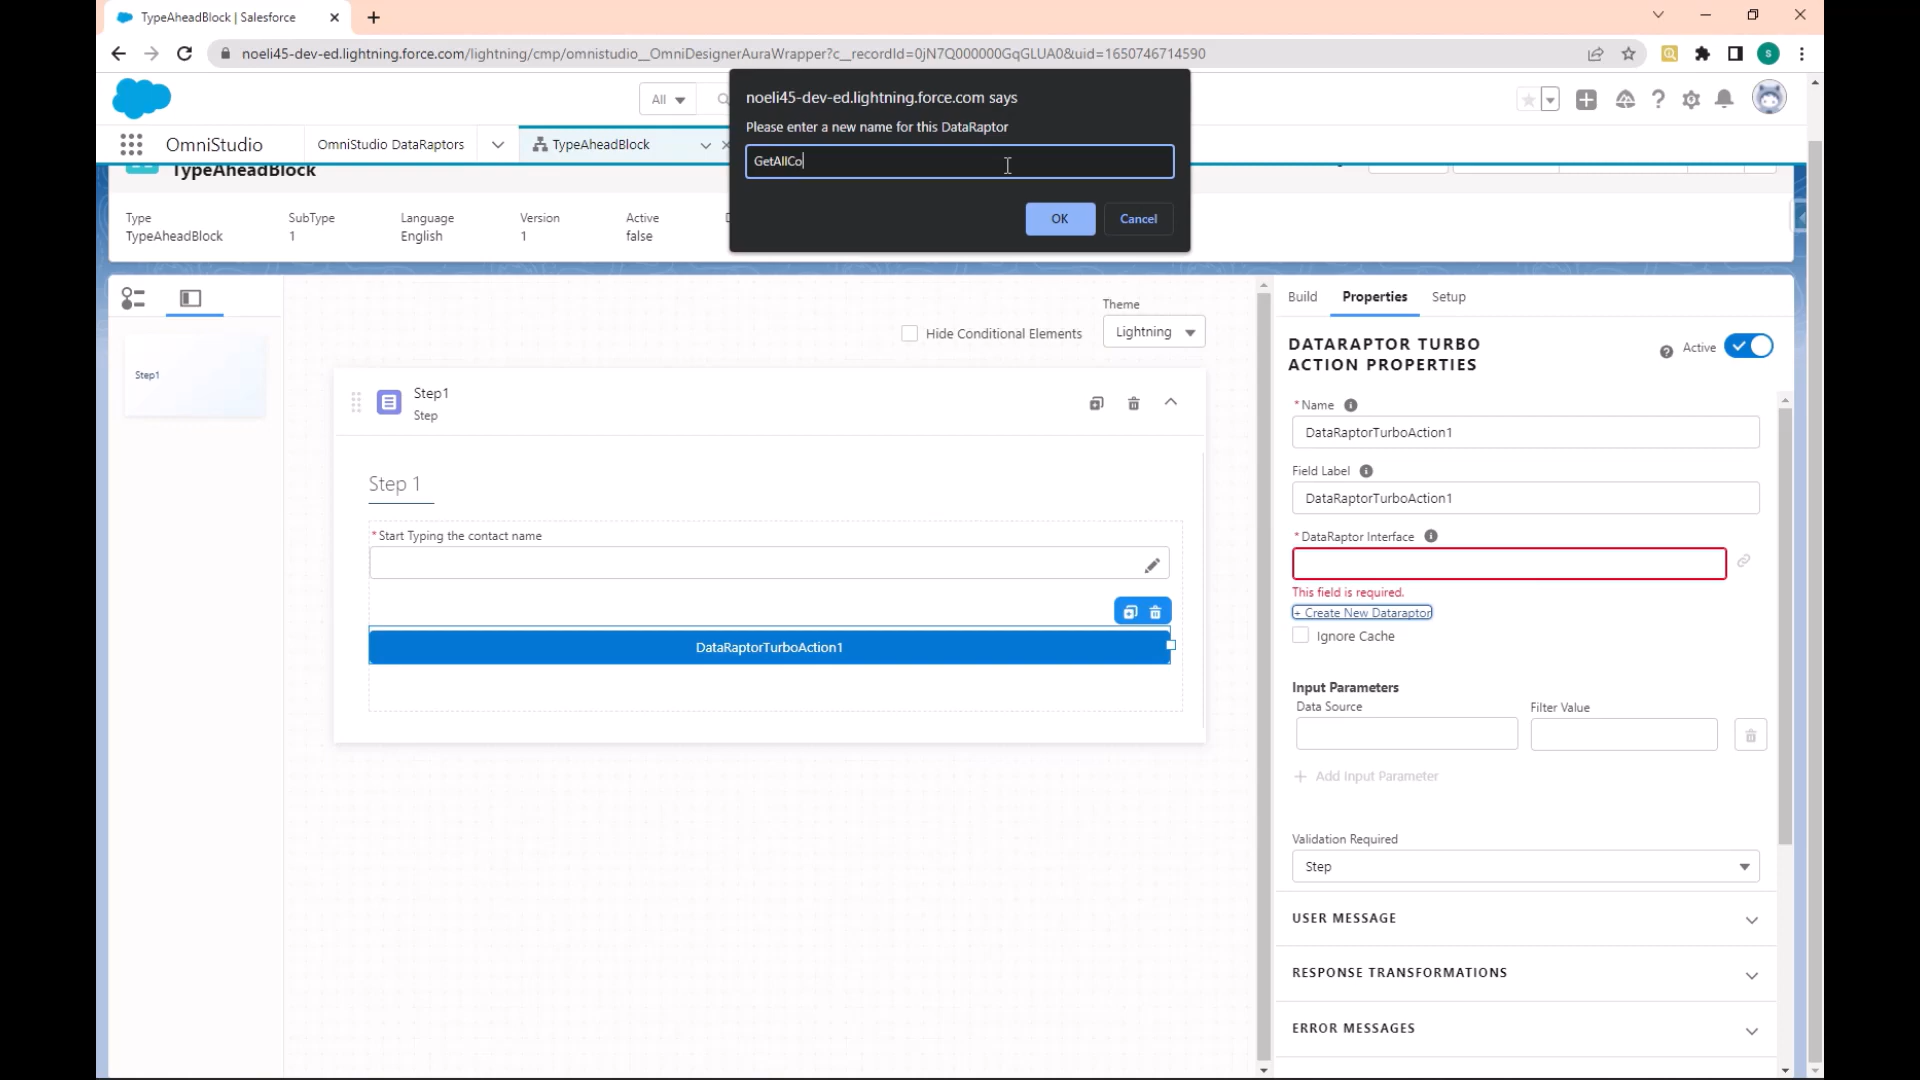 TypeAheadBlock | Salesforce
noeli45-dev-ed.lightning.force.com/lightning/cmp/omnistudio__OmniDesignerAuraWrapper?c__recordId=0jN7Q000000GqGLUA0&uid=1650746714590
S
noeli45-dev-ed.lightning.force.com says
Please enter a new name for this DataRaptor
GetAllCo
OK
Cancel
All
OmniStudio
OmniStudio DataRaptors
TypeAheadBlock
TypeAheadBlock
Type
TypeAheadBlock
SubType
1
Language
English
Version
1
Active
false
Step1
Hide Conditional Elements
Theme
Lightning
Step1
Step
Step 1
*Start Typing the contact name
DataRaptorTurboAction1
Build
Properties
Setup
DATARAPTOR TURBO
ACTION PROPERTIES
Active
*Name
DataRaptorTurboAction1
Field Label
DataRaptorTurboAction1
*DataRaptor Interface
This field is required.
+ Create New Dataraptor
Ignore Cache
Input Parameters
Data Source
Filter Value
Add Input Parameter
Validation Required
Step
USER MESSAGE
RESPONSE TRANSFORMATIONS
ERROR MESSAGES